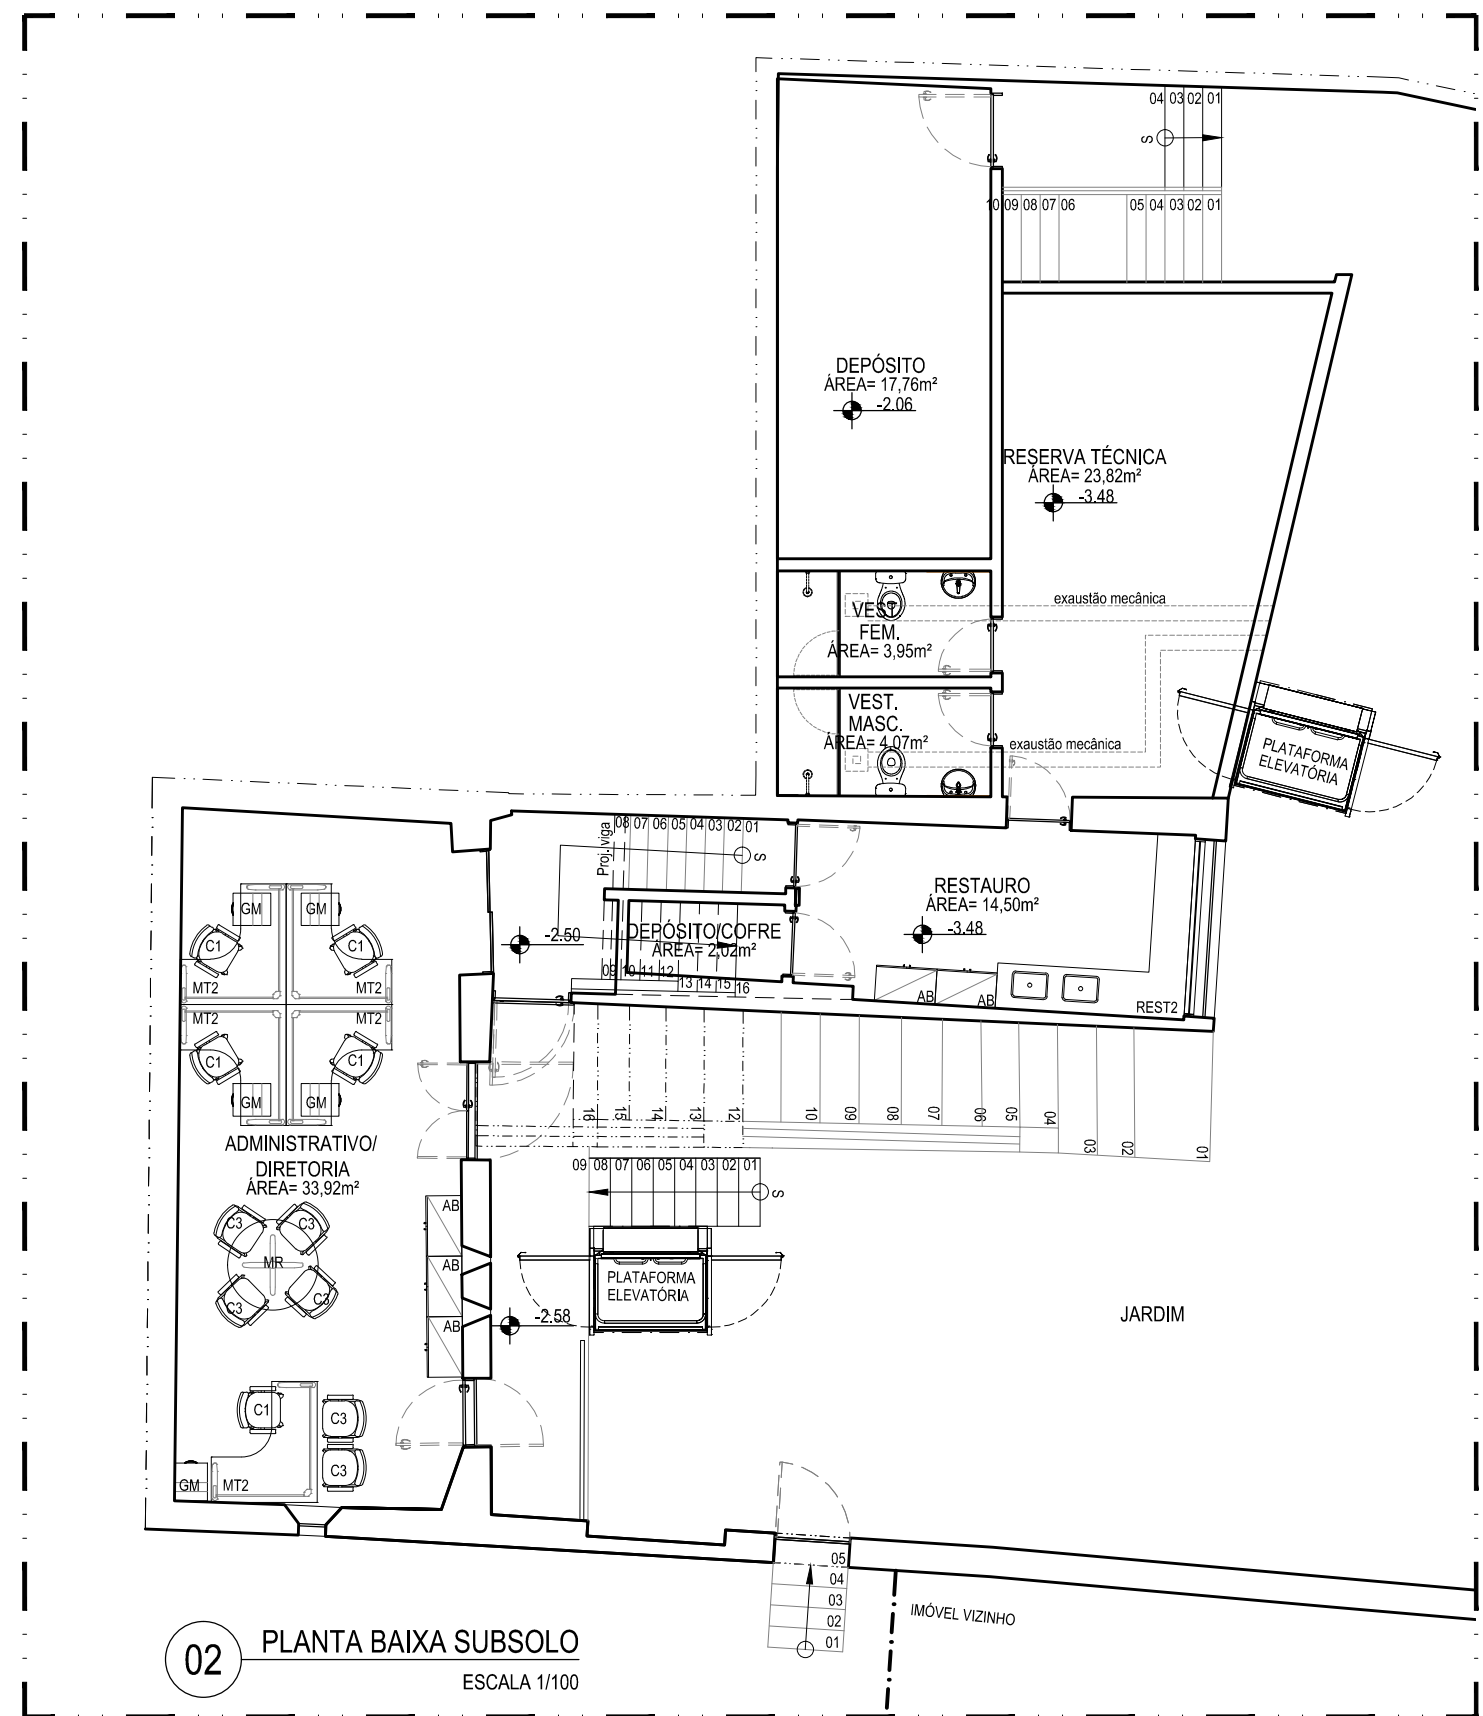 04 03 02 01
S
10 09 08 07 06 05 04 03 02 01
DEPÓSITO
ÁREA= 17,76m²
-2.06
RESERVA TÉCNICA
ÁREA= 23,82m²
-3.48
exaustão mecânica
VEST.
FEM.
ÁREA= 3,95m²
VEST.
MASC.
ÁREA= 4,07m²
exaustão mecânica
PLATAFORMA
ELEVATÓRIA
Proj. viga
08 07 06 05 04 03 02 01
S
RESTAURO
ÁREA= 14,50m²
-3.48
DEPÓSITO/COFRE
ÁREA= 2,02m²
-2.50
09 10 11 12 13 14 15 16
AB AB
REST2
GM GM
C1 C1
MT2 MT2
MT2 MT2
C1 C1
GM GM
ADMINISTRATIVO/
DIRETORIA
ÁREA= 33,92m²
16 15 14 13 12 10 09 08 07 06 05 04 03 02 01
09 08 07 06 05 04 03 02 01
S
C3 C3
MR
C3 C3
AB
AB
AB
PLATAFORMA
ELEVATÓRIA
-2.58
JARDIM
C1
C3
C3
GM MT2
05
04
03
02
01
IMÓVEL VIZINHO
02
PLANTA BAIXA SUBSOLO
ESCALA 1/100